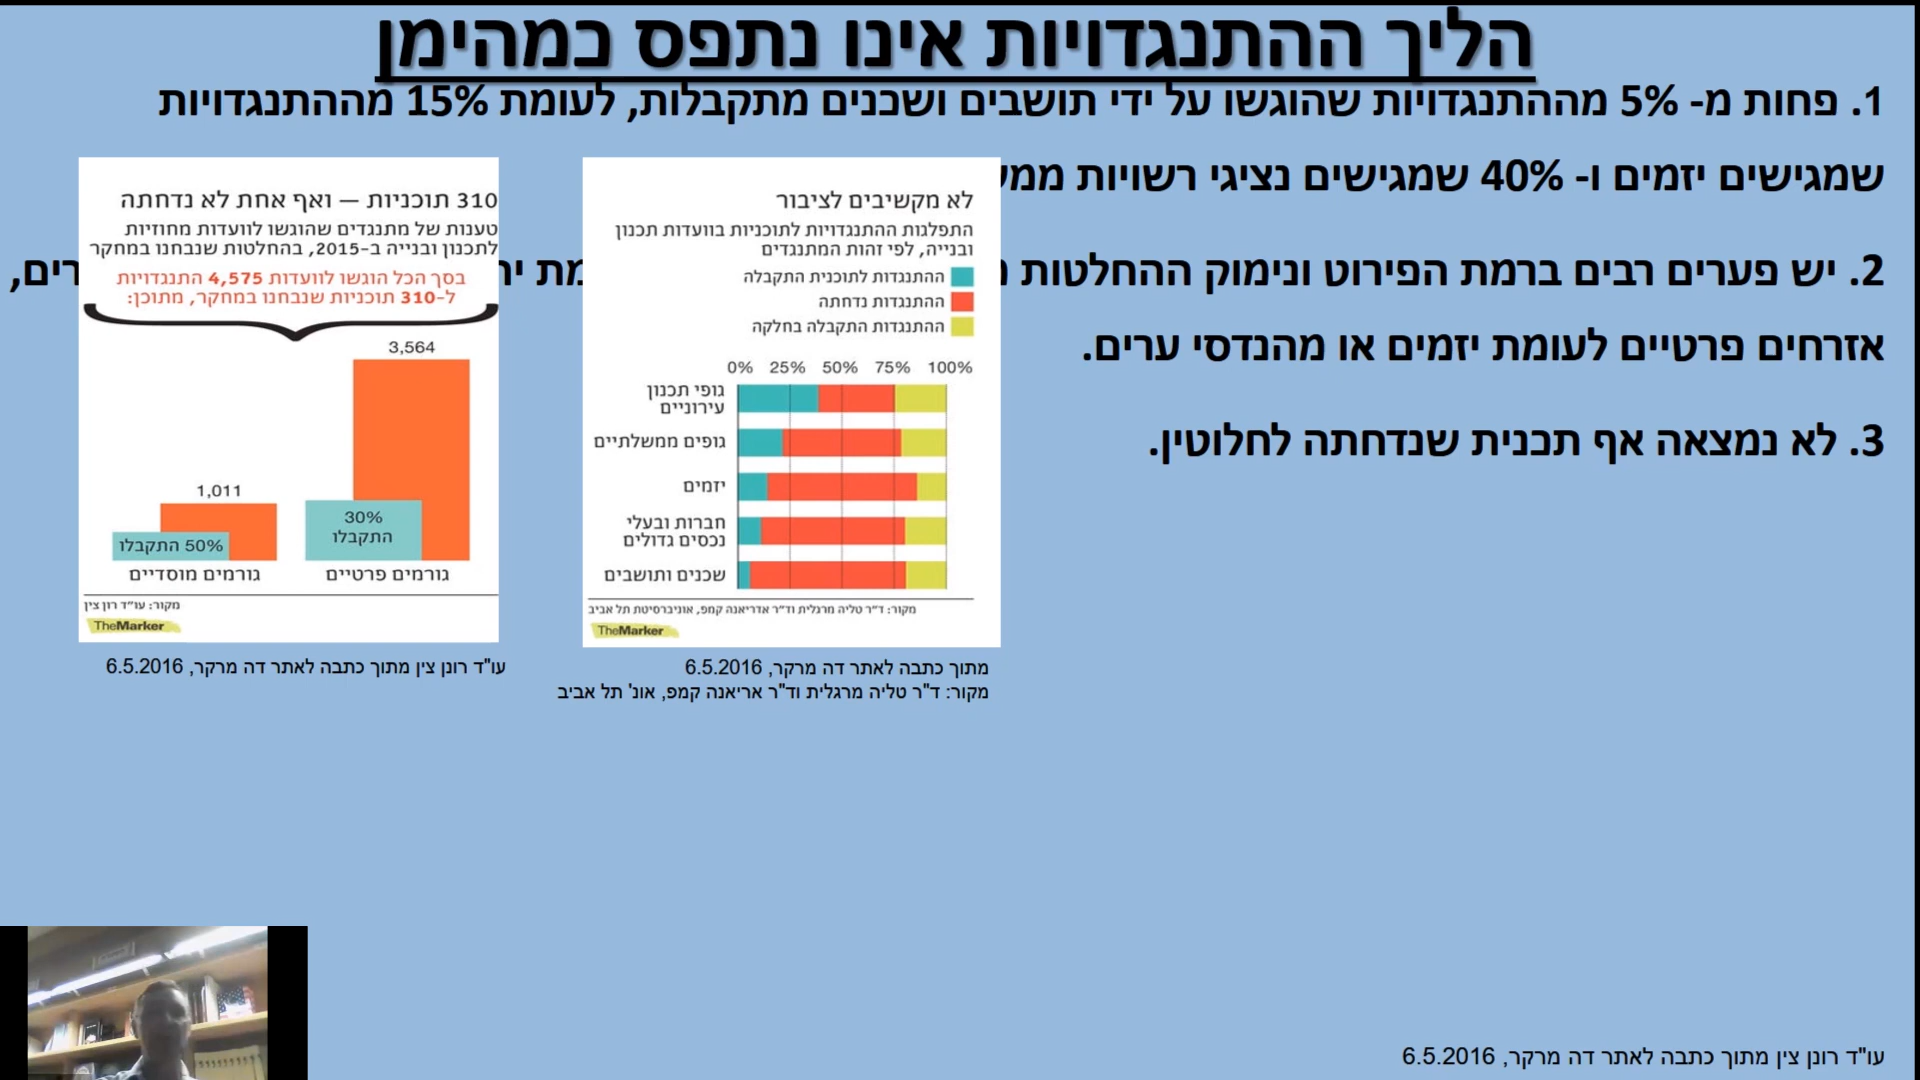 הליך ההתנגדויות אינו נתפס כמהימן
1. פחות מ- 5% מההתנגדויות שהוגשו על ידי תושבים ושכנים מתקבלות, לעומת 15% מההתנגדויות
שמגישים יזמים ו- 40% שמגישים נציגי רשויות
2. יש פערים רבים ברמת הפירוט ונימוק ההחלטות
אזרחים פרטיים לעומת יזמים או מהנדסי ערים.
3. לא נמצאה אף תכנית שנדחתה לחלוטין.
לא מקשיבים לציבור
התפלגות ההתנגדויות לתוכניות בוועדות תכנון
ובנייה, לפי זהות המתנגדים
ההתנגדות לתוכנית התקבלה
ההתנגדות נדחתה
ההתנגדות התקבלה בחלקה
0% 25% 50% 75% 100%
גופי תכנון
עירוניים
גופים ממשלתיים
יזמים
חברות ובעלי
נכסים גדולים
שכנים ותושבים
מקור: ד"ר טליה מרגלית וד"ר אדריאנה קמפ, אוניברסיטת תל אביב
TheMarker
מתוך כתבה לאתר דה מרקר, 6.5.2016
מקור: ד"ר טליה מרגלית וד"ר אריאנה קמפ, אונ' תל אביב
310 תוכניות — ואף אחת לא נדחתה
טענות של מתנגדים שהוגשו לוועדות מחוזיות
לתכנון ובנייה ב-2015, בהחלטות שנבחנו במחקר
בסך הכל הוגשו לוועדות 4,575 התנגדויות
ל-310 תוכניות שנבחנו במחקר, מתוכן:
3,564
30%
התקבלו
גורמים פרטיים
1,011
50% התקבלו
גורמים מוסדיים
מקור: עו"ד רון צין
TheMarker
עו"ד רונן צין מתוך כתבה לאתר דה מרקר, 6.5.2016
עו"ד רונן צין מתוך כתבה לאתר דה מרקר, 6.5.2016